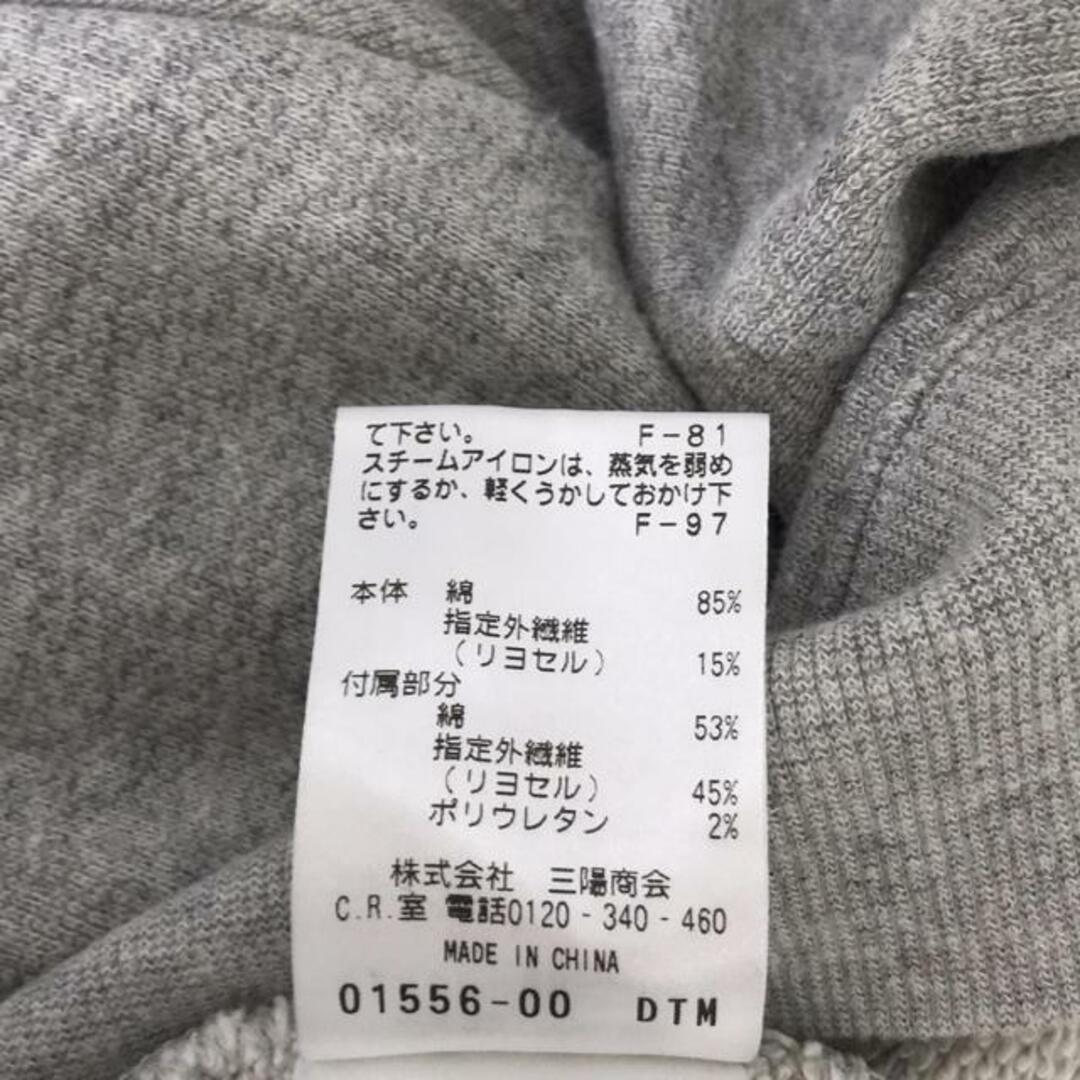 て下さい。 F-81
スチームアイロンは、蒸気を弱め
にするか、軽くうかしておかけ下
さい。 F-97
本体 綿 85%
指定外繊維
(リヨセル) 15%
付属部分
綿 53%
指定外繊維
(リヨセル) 45%
ポリウレタン 2%
株式会社 三陽商会
C.R.室 電話0120-340-460
MADE IN CHINA
01556-00 DTM